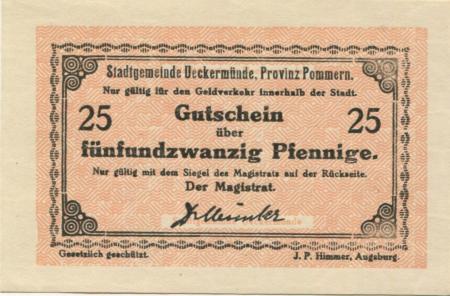 Stadtgemeinde Ueckermünde, Provinz Pommern.
Nur gültig für den Geldverkehr innerhalb der Stadt.
25 Gutschein 25
über
fünfundzwanzig Pfennige.
Nur gültig mit dem Siegel des Magistrats auf der Rückseite.
Der Magistrat.
Gesetzlich geschützt. J. P. Himmer, Augsburg.